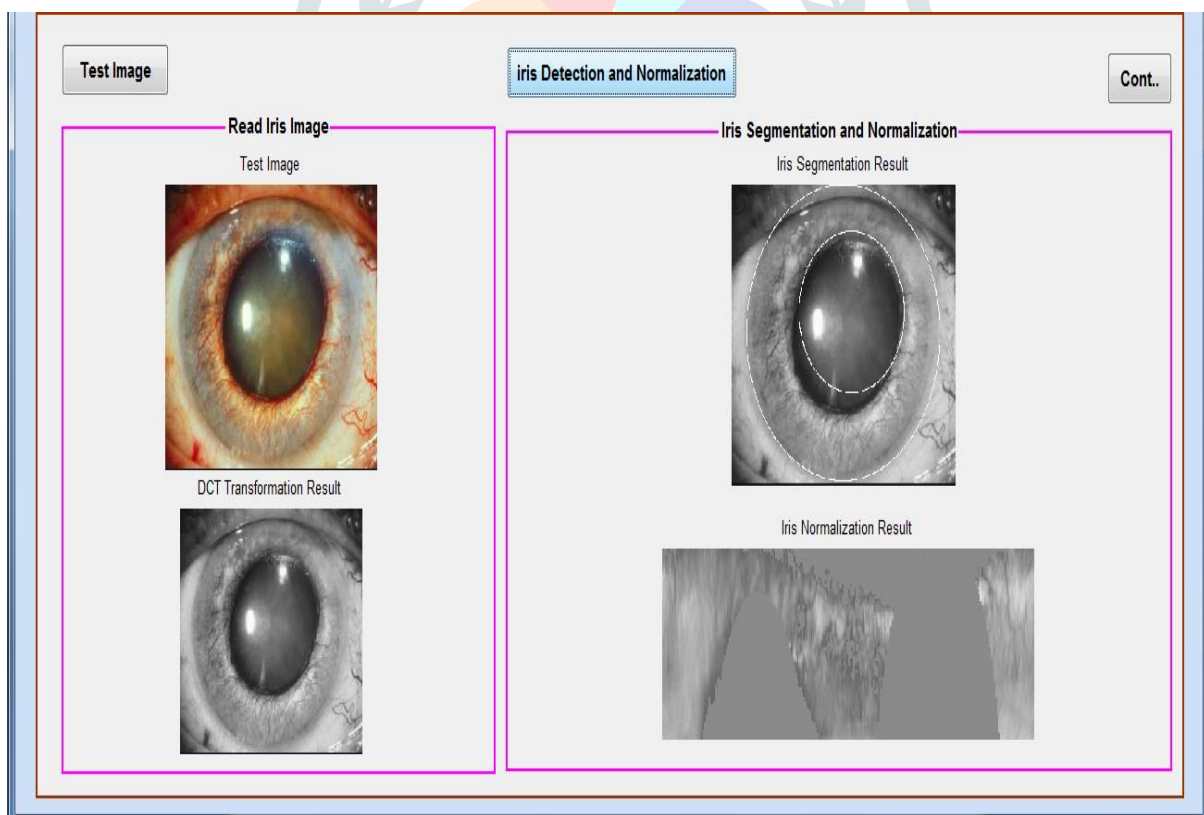 Test Image
iris Detection and Normalization
Cont..
Read Iris Image
Test Image
DCT Transformation Result
Iris Segmentation and Normalization
Iris Segmentation Result
Iris Normalization Result